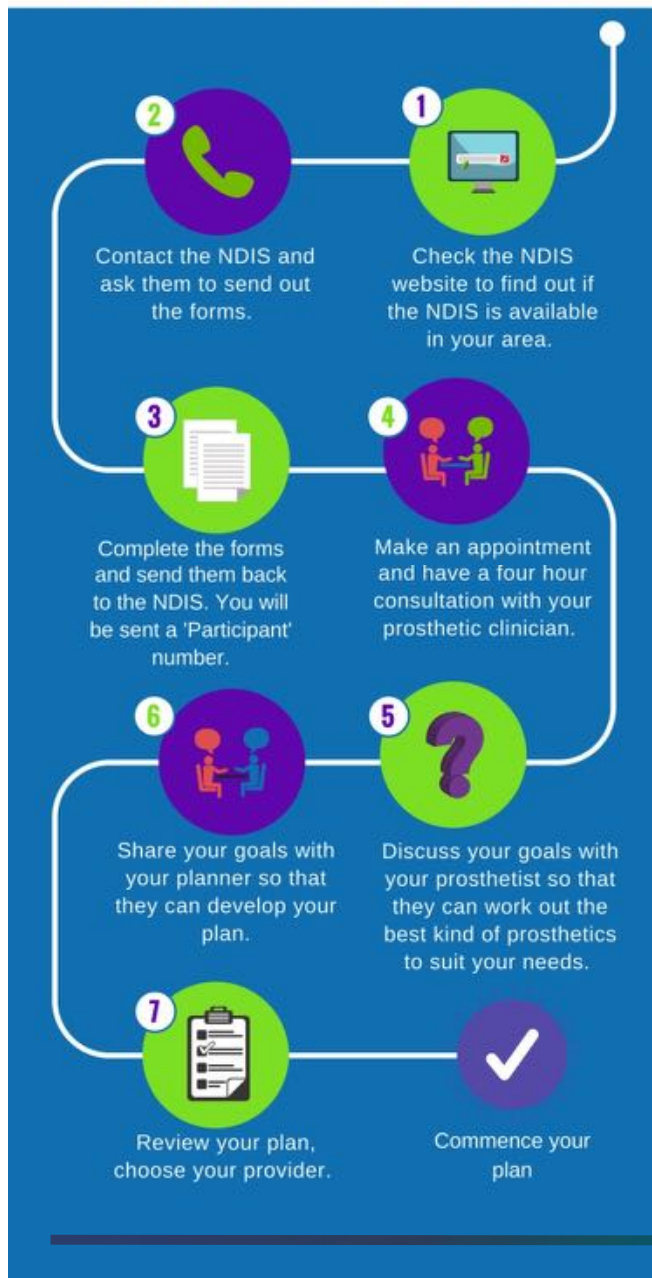 1
Check the NDIS
website to find out if
the NDIS is available
in your area.
2
Contact the NDIS and
ask them to send out
the forms.
3
Complete the forms
and send them back
to the NDIS. You will
be sent a 'Participant'
number.
4
Make an appointment
and have a four hour
consultation with your
prosthetic clinician.
5
Discuss your goals with
your prosthetist so that
they can work out the
best kind of prosthetics
to suit your needs.
6
Share your goals with
your planner so that
they can develop your
plan.
7
Review your plan,
choose your provider.
Commence your
plan